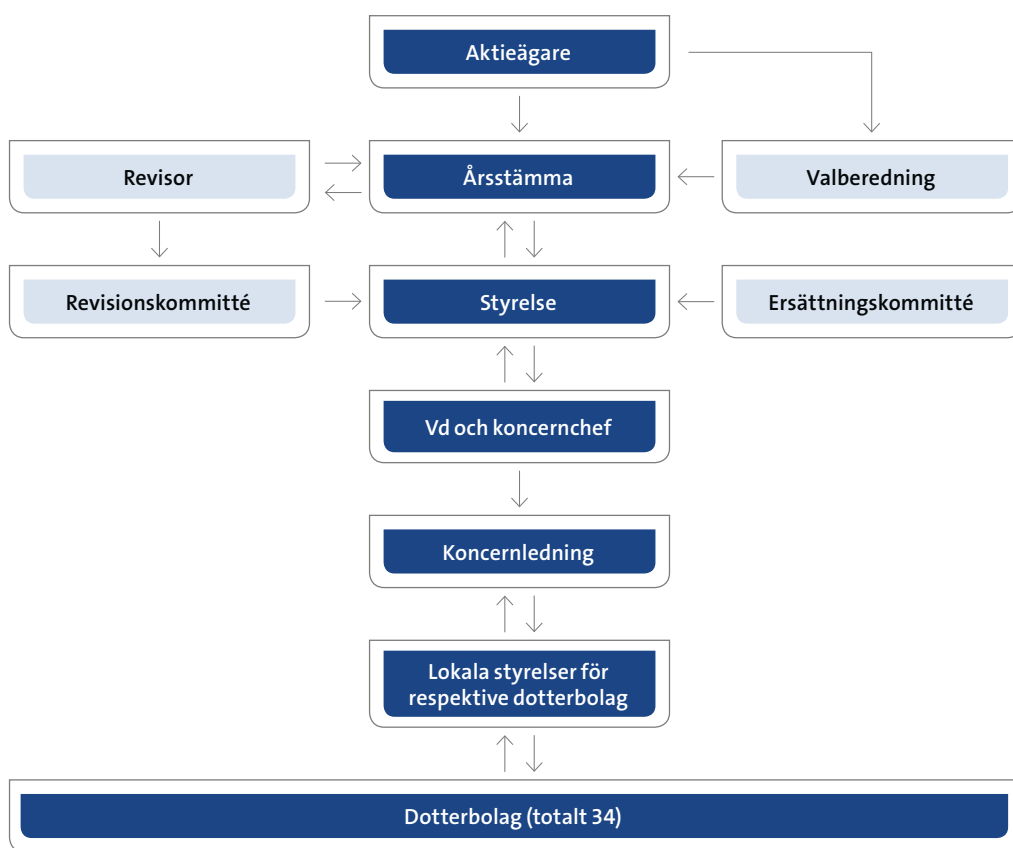 Aktieägare
Revisor
Årsstämma
Valberedning
Revisionskommitté
Styrelse
Ersättningskommitté
Vd och koncernchef
Koncernledning
Lokala styrelser för
respektive dotterbolag
Dotterbolag (totalt 34)